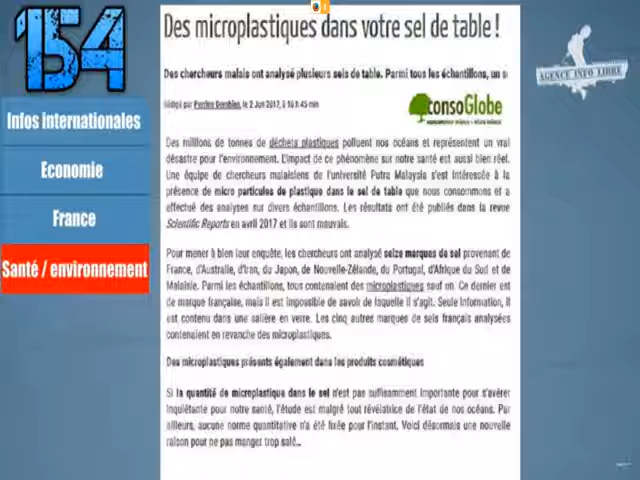 154
Infos internationales
Economie
France
Santé / environnement
AGENCE INFO LIBRE
Des microplastiques dans votre sel de table !
Des chercheurs malais ont analysé plusieurs sels de table. Parmi tous les échantillons, un s
Rédigé par , le 2 Jun 2017, à 10 h 45 min
consoGlobe
Des millions de tonnes de déchets plastiques polluent nos océans et représentent un vrai
désastre pour l'environnement. L'impact de ce phénomène sur notre santé est aussi bien réel.
Une équipe de chercheurs malaisiens de l'université Putra Malaysia s'est intéressée à la
présence de micro particules de plastique dans le sel de table que nous consommons et a
effectué des analyses sur divers échantillons. Les résultats ont été publiés dans la revue
Scientific Reports en avril 2017 et ils sont mauvais.
Pour mener à bien leur enquête, les chercheurs ont analysé seize marques de sel provenant de
France, d'Australie, d'Iran, du Japon, de Nouvelle-Zélande, du Portugal, d'Afrique du Sud et de
Malaisie. Parmi les échantillons, tous contenaient des microplastiques sauf un. Ce dernier est
de marque française, mais il est impossible de savoir de laquelle il s'agit. Seule information, il
est contenu dans une salière en verre. Les cinq autres marques de sels français analysées
contenaient en revanche des microplastiques.
Des microplastiques présents également dans les produits cosmétiques
Si la quantité de microplastique dans le sel n'est pas suffisamment importante pour s'avérer
inquiétante pour notre santé, l'étude est malgré tout révélatrice de l'état de nos océans. Par
ailleurs, aucune norme quantitative n'a été fixée pour l'instant. Voici désormais une nouvelle
raison pour ne pas manger trop salé...